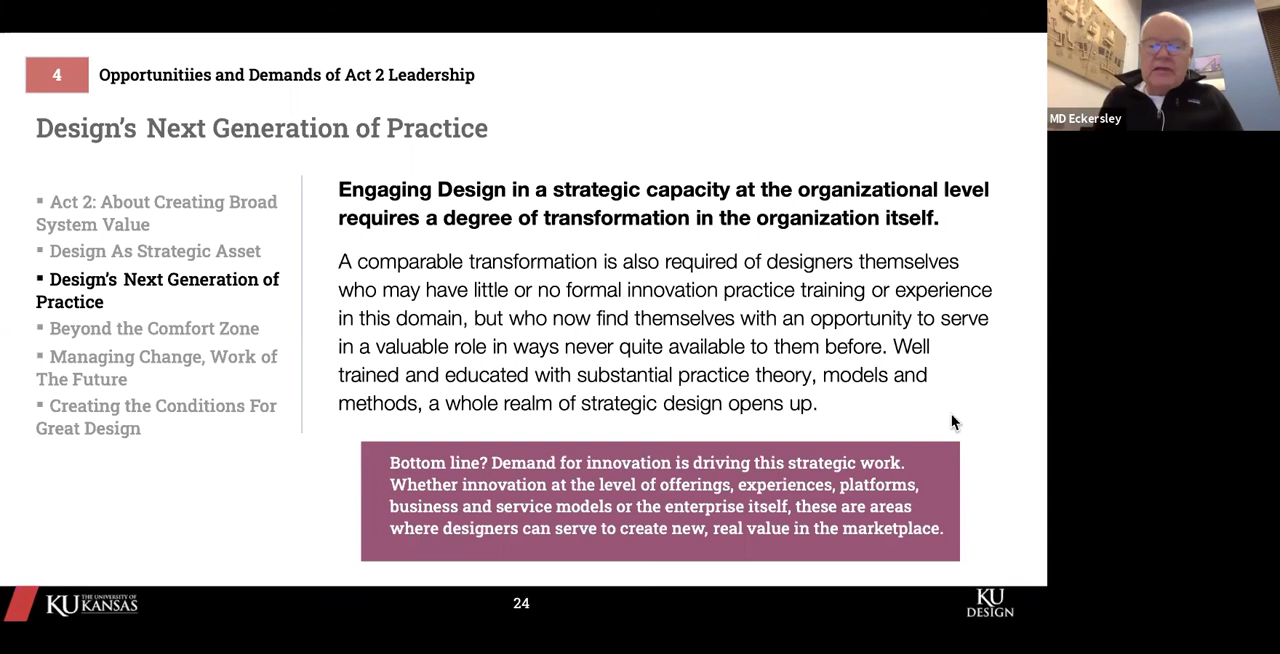 4
Opportunitiies and Demands of Act 2 Leadership
Design's Next Generation of Practice
▪ Act 2: About Creating Broad
System Value
▪ Design As Strategic Asset
▪ Design's Next Generation of
Practice
▪ Beyond the Comfort Zone
▪ Managing Change, Work of
The Future
▪ Creating the Conditions For
Great Design
Engaging Design in a strategic capacity at the organizational level
requires a degree of transformation in the organization itself.
A comparable transformation is also required of designers themselves
who may have little or no formal innovation practice training or experience
in this domain, but who now find themselves with an opportunity to serve
in a valuable role in ways never quite available to them before. Well
trained and educated with substantial practice theory, models and
methods, a whole realm of strategic design opens up.
Bottom line? Demand for innovation is driving this strategic work.
Whether innovation at the level of offerings, experiences, platforms,
business and service models or the enterprise itself, these are areas
where designers can serve to create new, real value in the marketplace.
KU THE UNIVERSITY OF
KANSAS
24
KU
DESIGN
MD Eckersley